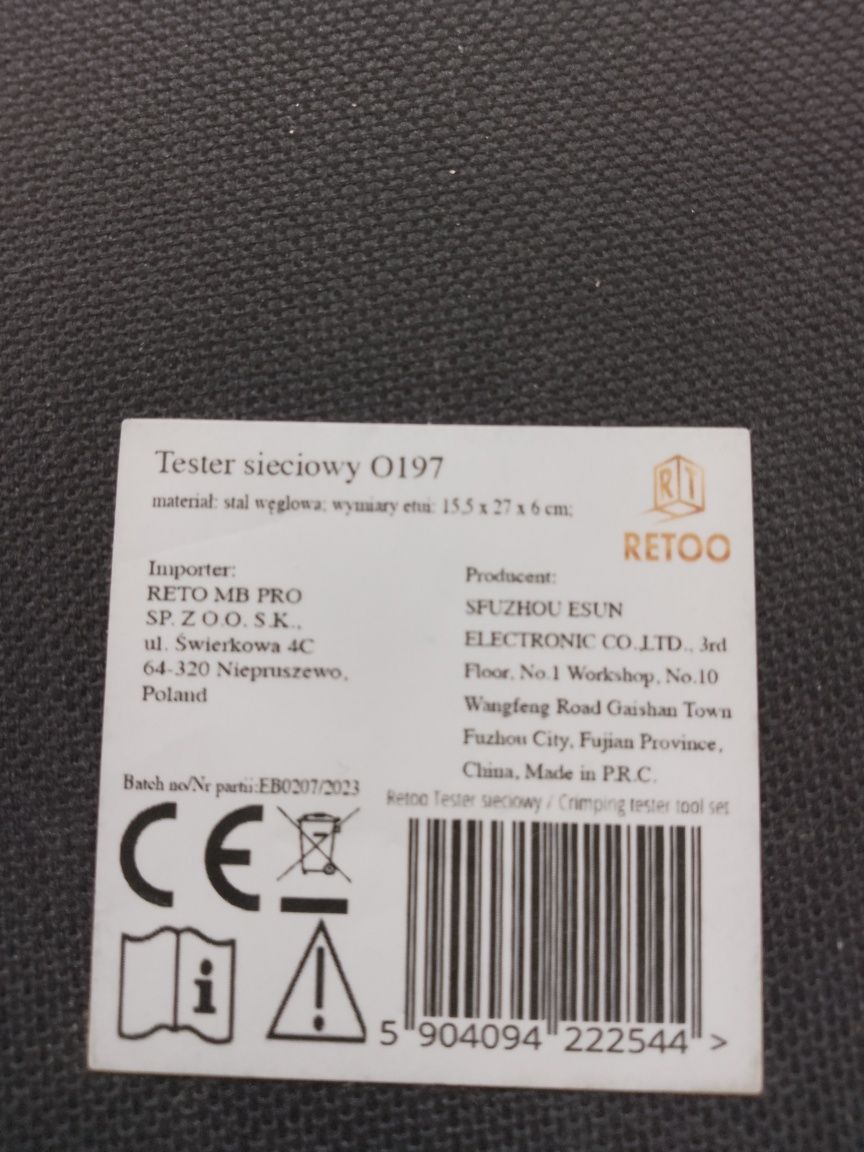 Tester sieciowy O197
materiał: stal węglowa; wymiary etui: 15,5 x 27 x 6 cm;
RT
RETOO
Importer:
RETO MB PRO
SP. Z O.O. S.K.,
ul. Świerkowa 4C
64-320 Niepruszewo,
Poland
Producent:
SFUZHOU ESUN
ELECTRONIC CO.,LTD., 3rd
Floor, No.1 Workshop, No.10
Wangfeng Road Gaishan Town
Fuzhou City, Fujian Province,
China, Made in P.R.C.
Batch no/Nr partii:EB0207/2023
Retoo Tester sieciowy / Crimping tester tool set
CE
i
5 904094 222544 >